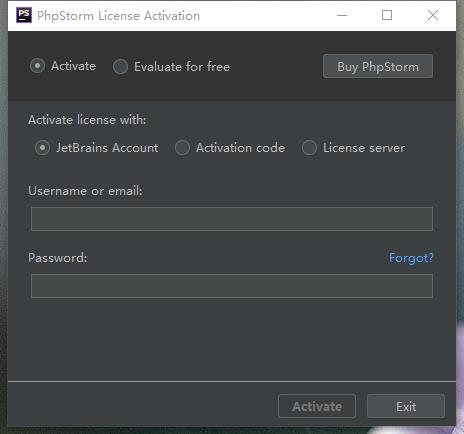 PS PhpStorm License Activation
Activate Evaluate for free Buy PhpStorm
Activate license with:
JetBrains Account Activation code License server
Username or email:
Password: Forgot?
Activate Exit